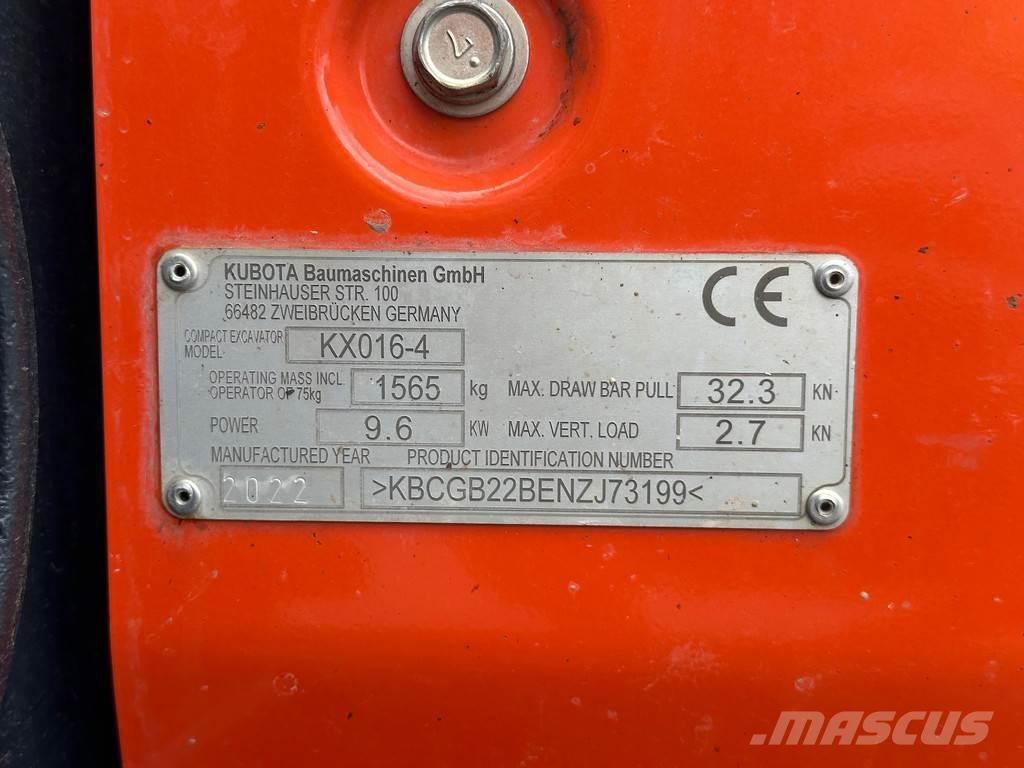 KUBOTA Baumaschinen GmbH
STEINHAUSER STR. 100
66482 ZWEIBRÜCKEN GERMANY
CE
COMPACT EXCAVATOR
MODEL KX016-4
OPERATING MASS INCL.
OPERATOR OF 75kg 1565 kg MAX. DRAW BAR PULL 32.3 KN
POWER 9.6 KW MAX. VERT. LOAD 2.7 KN
MANUFACTURED YEAR PRODUCT IDENTIFICATION NUMBER
2022 >KBCGB22BENZJ73199<
MASCUS